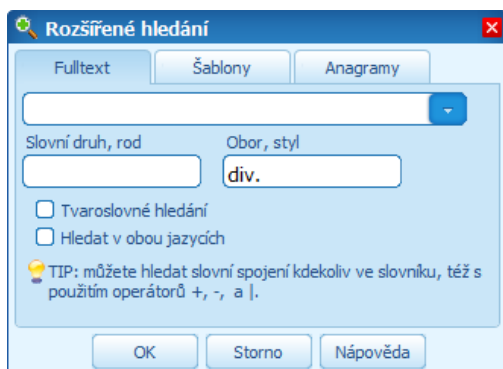 Rozšířené hledání
Fulltext Šablony Anagramy
Slovní druh, rod Obor, styl
div.
Tvaroslovné hledání
Hledat v obou jazycích
TIP: můžete hledat slovní spojení kdekoliv ve slovníku, též s
použitím operátorů +, -, a |.
OK Storno Nápověda